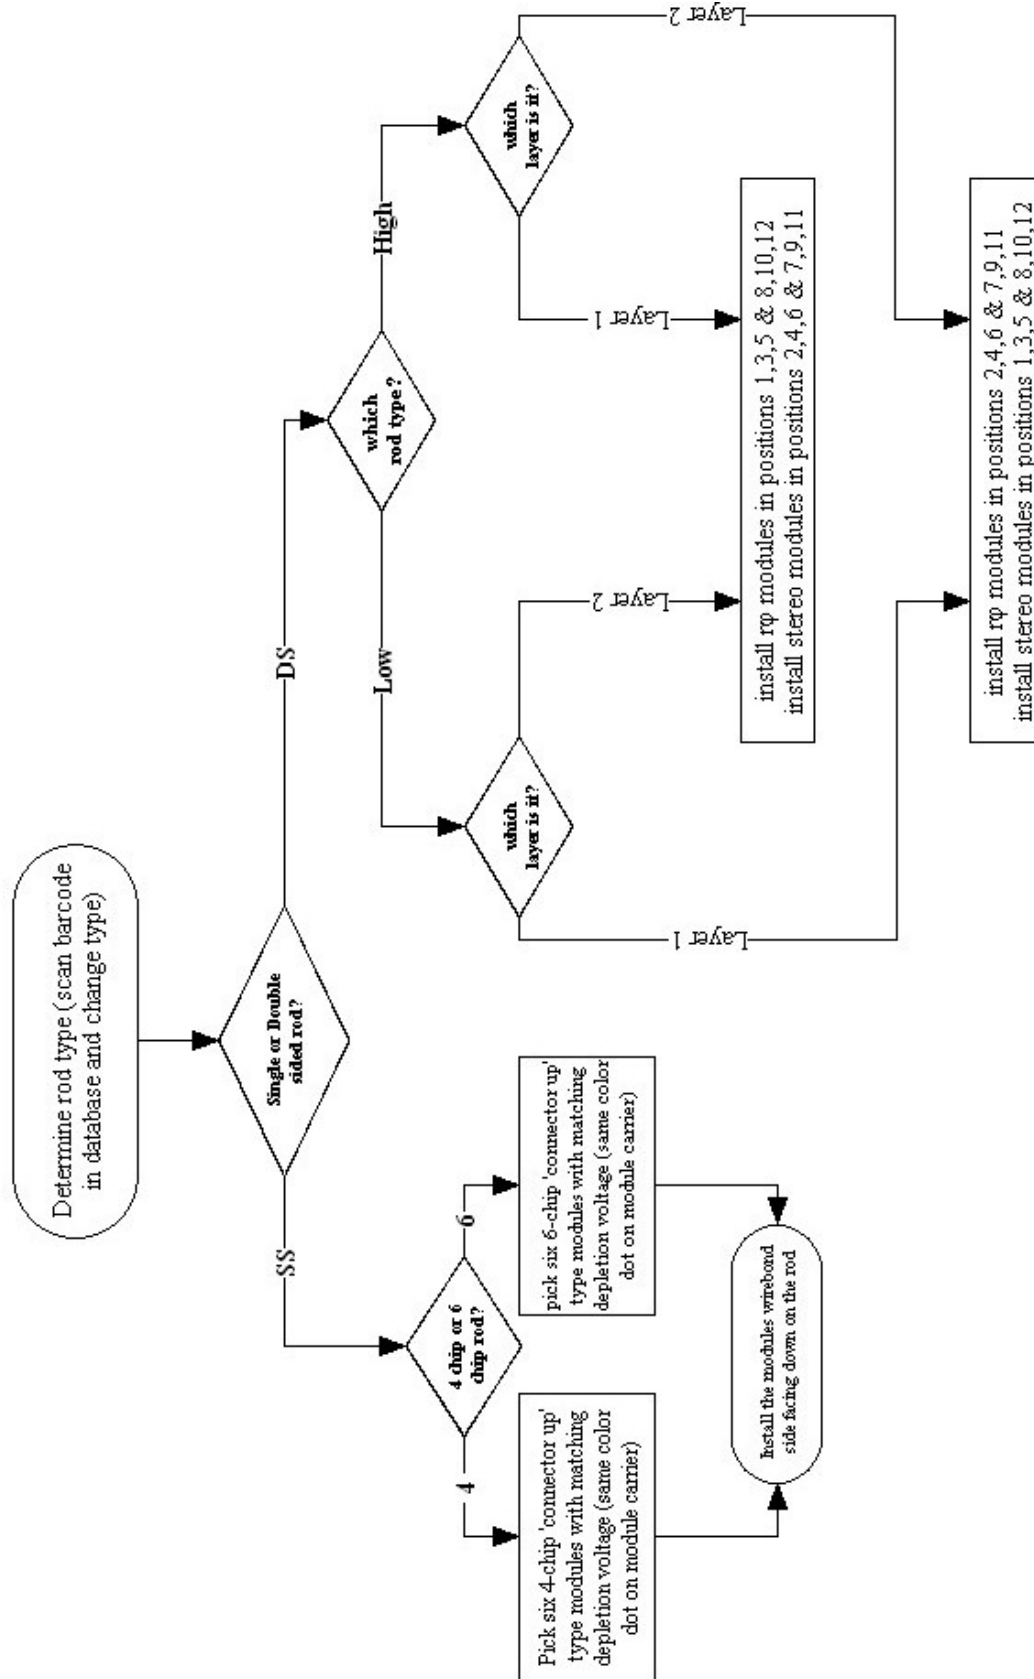 Determine rod type (scan barcode
in database and change type)
Single or Double
sided rod?
SS
DS
4 chip or 6
chip rod?
4
6
Pick six 4-chip 'connector up'
type modules with matching
depletion voltage (same color
dot on module carrier)
pick six 6-chip 'connector up'
type modules with matching
depletion voltage (same color
dot on module carrier)
Install the modules wirebond
side facing down on the rod
which
rod type?
Low
High
which
layer is it?
Layer 1
Layer 2
which
layer is it?
Layer 1
Layer 2
install rφ modules in positions 1,3,5 & 8,10,12
install stereo modules in positions 2,4,6 & 7,9,11
install rφ modules in positions 2,4,6 & 7,9,11
install stereo modules in positions 1,3,5 & 8,10,12